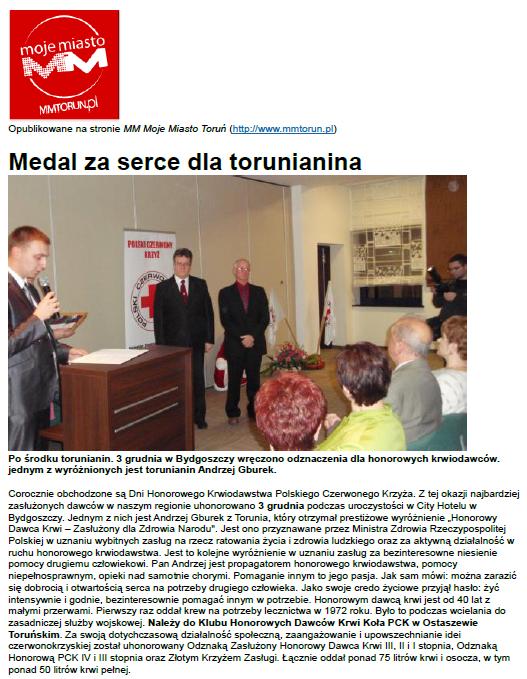 moje miasto
MM
MMTORUN.pl
Opublikowane na stronie MM Moje Miasto Toruń (http://www.mmtorun.pl)
Medal za serce dla torunianina
POLSKI CZERWONY
KRZYŻ
POLSKI CZERWONY
Po środku torunianin. 3 grudnia w Bydgoszczy wręczono odznaczenia dla honorowych krwiodawców.
jednym z wyróżnionych jest torunianin Andrzej Gburek.
Corocznie obchodzone są Dni Honorowego Krwiodawstwa Polskiego Czerwonego Krzyża. Z tej okazji najbardziej
zasłużonych dawców w naszym regionie uhonorowano 3 grudnia podczas uroczystości w City Hotelu w
Bydgoszczy. Jednym z nich jest Andrzej Gburek z Torunia, który otrzymał prestiżowe wyróżnienie „Honorowy
Dawca Krwi – Zasłużony dla Zdrowia Narodu". Jest ono przyznawane przez Ministra Zdrowia Rzeczypospolitej
Polskiej w uznaniu wybitnych zasług na rzecz ratowania życia i zdrowia ludzkiego oraz za aktywną działalność w
ruchu honorowego krwiodawstwa. Jest to kolejne wyróżnienie w uznaniu zasług za bezinteresowne niesienie
pomocy drugiemu człowiekowi. Pan Andrzej jest propagatorem honorowego krwiodawstwa, pomocy
niepełnosprawnym, opieki nad samotnie chorymi. Pomaganie innym to jego pasja. Jak sam mówi: można zarazić
się dobrocią i otwartością serca na potrzeby drugiego człowieka. Jako swoje credo życiowe przyjął hasło: żyć
intensywnie i godnie, bezinteresownie pomagać innym w potrzebie. Honorowym dawcą krwi jest od 40 lat z
małymi przerwami. Pierwszy raz oddał krew na potrzeby lecznictwa w 1972 roku. Było to podczas wcielania do
zasadniczej służby wojskowej. Należy do Klubu Honorowych Dawców Krwi Koła PCK w Ostaszewie
Toruńskim. Za swoją dotychczasową działalność społeczną, zaangażowanie i upowszechnianie idei
czerwonokrzyskiej został uhonorowany Odznaką Zasłużony Honorowy Dawca Krwi III, II i I stopnia, Odznaką
Honorową PCK IV i III stopnia oraz Złotym Krzyżem Zasługi. Łącznie oddał ponad 75 litrów krwi i osocza, w tym
ponad 50 litrów krwi pełnej.